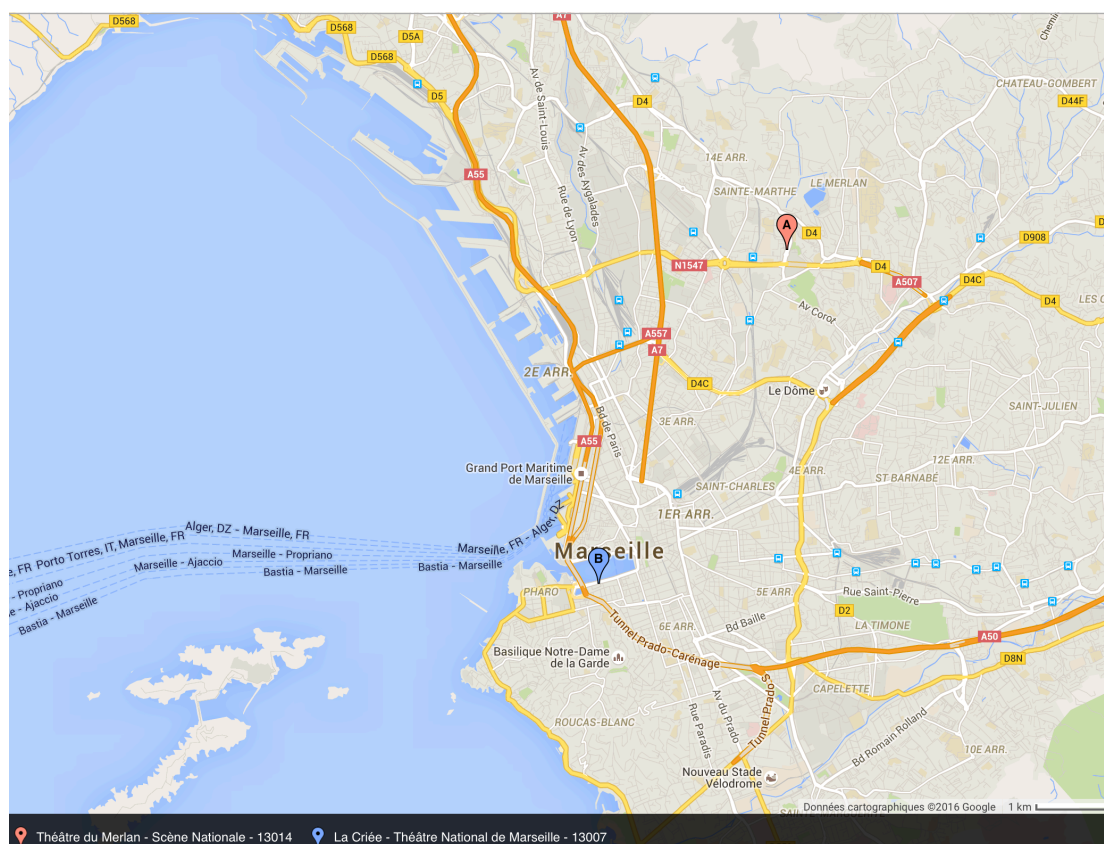 D568
D568
D5A
D568
A7
Chemi
D5
D4
CHATEAU-GOMBERT
D44F
Av de Saint-Louis
Av des Aygalades
14E ARR.
A55
SAINTE-MARTHE
LE MERLAN
Rue de Lyon
A
D4
D908
N1547
D4
A507
D4C
D4
LES C
Av Corot
A557
A7
2E ARR.
D4C
Le Dôme
SAINT-JULIEN
Bd de Paris
3E ARR.
A55
12E ARR.
Grand Port Maritime
de Marseille
4E ARR.
ST BARNABÉ
SAINT-CHARLES
1ER ARR.
Alger, DZ - Marseille, FR
Marseille, FR - Alger, DZ
e, FR Porto Torres, IT, Marseille, FR
Marseille - Propriano
Marseille - Ajaccio
Bastia - Marseille
Bastia - Marseille
- Propriano
e - Ajaccio
Bastia - Marseille
Marseille
B
PHARO
5E ARR.
Rue Saint-Pierre
D2
Bd Baille
LA TIMONE
6E ARR.
A50
Tunnel Prado-Carénage
Basilique Notre-Dame
de la Garde
D8N
CAPELETTE
Tunnel Prado S
ROUCAS-BLANC
Rue Paradis
Av du Prado
Bd Romain Rolland
10E ARR.
Nouveau Stade
Vélodrome
Données cartographiques ©2016 Google 1 km
Théâtre du Merlan - Scène Nationale - 13014
La Criée - Théâtre National de Marseille - 13007